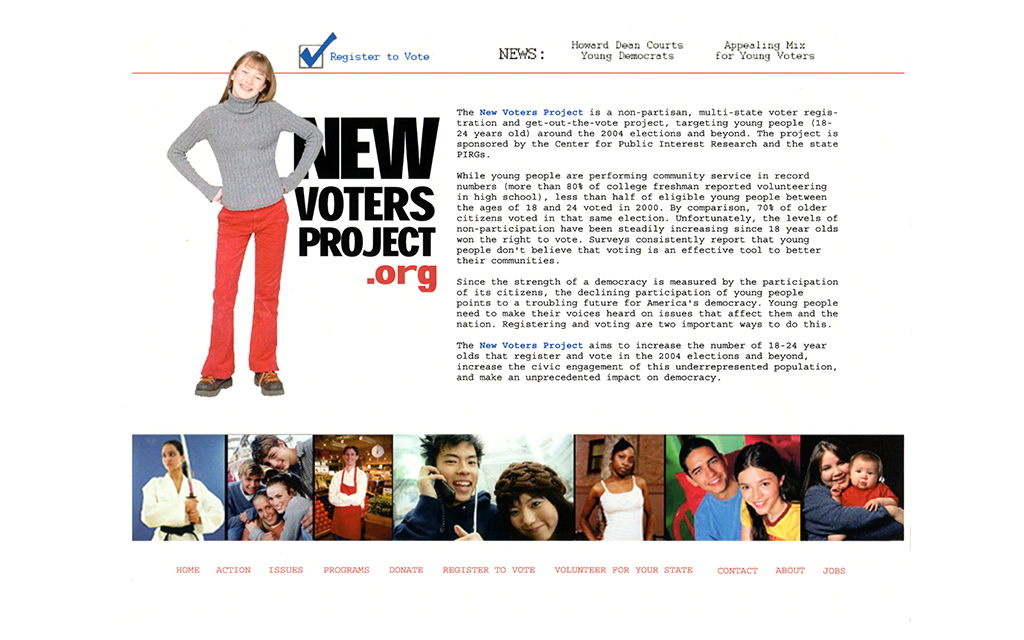 Register to Vote
NEWS:
Howard Dean Courts
Young Democrats
Appealing Mix
for Young Voters
NEW
VOTERS
PROJECT
.org
The New Voters Project is a non-partisan, multi-state voter regis-
tration and get-out-the-vote project, targeting young people (18-
24 years old) around the 2004 elections and beyond. The project is
sponsored by the Center for Public Interest Research and the state
PIRGs.
While young people are performing community service in record
numbers (more than 80% of college freshman reported volunteering
in high school), less than half of eligible young people between
the ages of 18 and 24 voted in 2000. By comparison, 70% of older
citizens voted in that same election. Unfortunately, the levels of
non-participation have been steadily increasing since 18 year olds
won the right to vote. Surveys consistently report that young
people don't believe that voting is an effective tool to better
their communities.
Since the strength of a democracy is measured by the participation
of its citizens, the declining participation of young people
points to a troubling future for America's democracy. Young people
need to make their voices heard on issues that affect them and the
nation. Registering and voting are two important ways to do this.
The New Voters Project aims to increase the number of 18-24 year
olds that register and vote in the 2004 elections and beyond,
increase the civic engagement of this underrepresented population,
and make an unprecedented impact on democracy.
HOME ACTION ISSUES PROGRAMS DONATE REGISTER TO VOTE VOLUNTEER FOR YOUR STATE CONTACT ABOUT JOBS